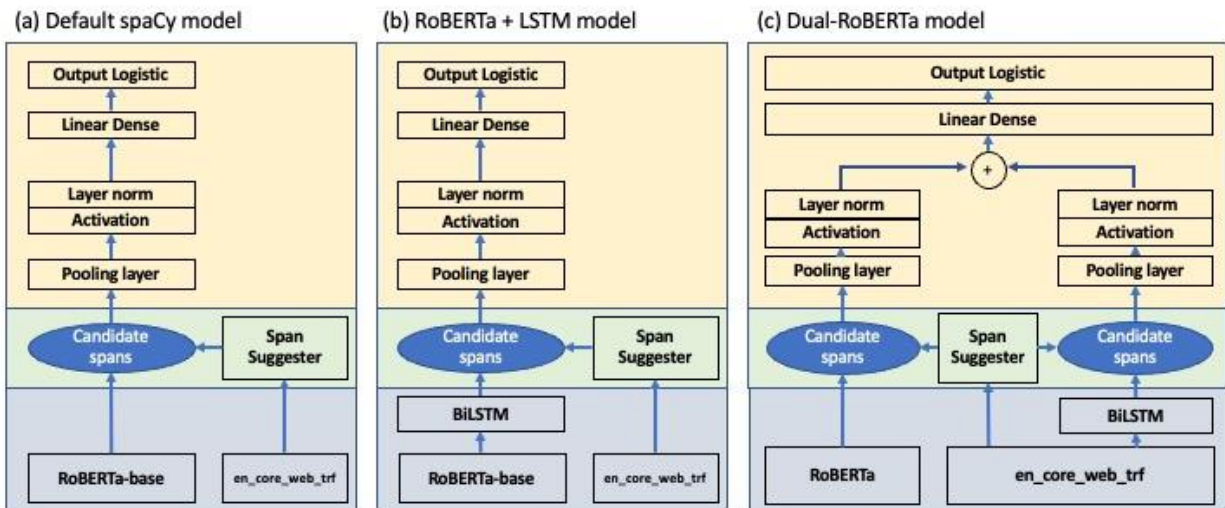 (a) Default spaCy model
Output Logistic
Linear Dense
Layer norm
Activation
Pooling layer
Candidate
spans
Span
Suggester
RoBERTa-base
en_core_web_trf
(b) RoBERTa + LSTM model
Output Logistic
Linear Dense
Layer norm
Activation
Pooling layer
Candidate
spans
Span
Suggester
BiLSTM
RoBERTa-base
en_core_web_trf
(c) Dual-RoBERTa model
Output Logistic
Linear Dense
+
Layer norm
Activation
Pooling layer
Layer norm
Activation
Pooling layer
Candidate
spans
Span
Suggester
Candidate
spans
BiLSTM
RoBERTa
en_core_web_trf